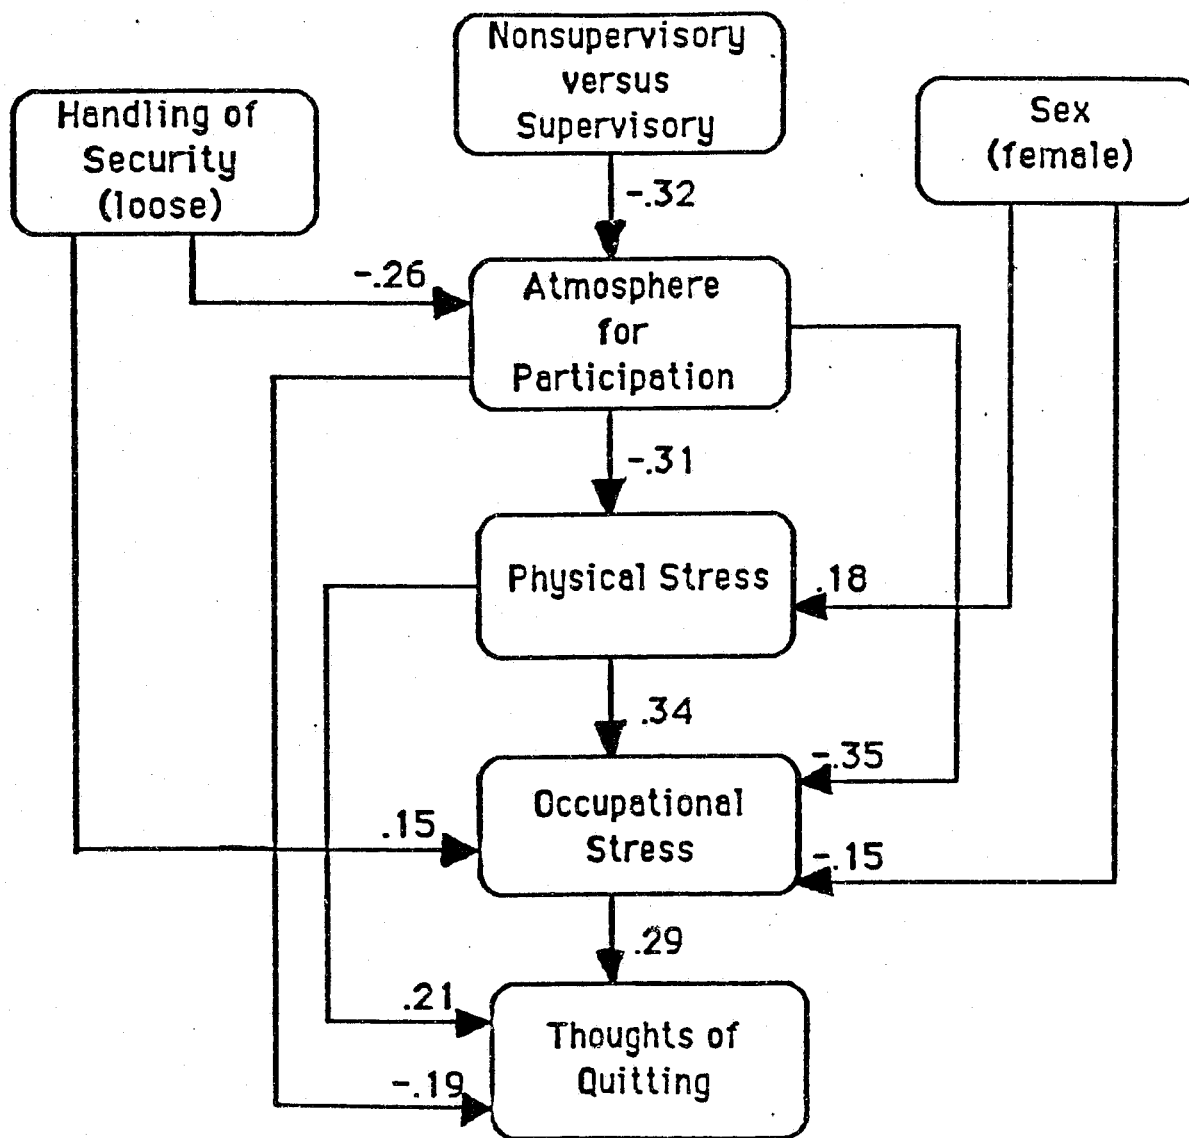 Nonsupervisory
versus
Supervisory
Handling of
Security
(loose)
Sex
(female)
-.32
-.26
Atmosphere
for
Participation
-.31
Physical Stress
.18
.34
-.35
Occupational
Stress
.15
-.15
.29
.21
Thoughts of
Quitting
-.19